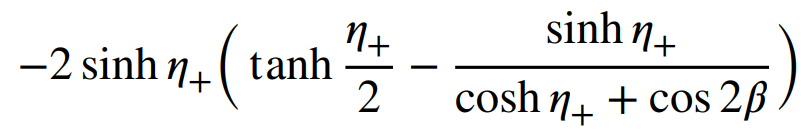 −2 sinh η₊( tanh η₊/2 − sinh η₊/(cosh η₊ + cos 2β) )